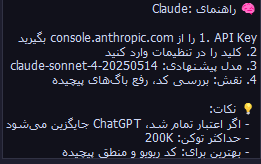 🧠 راهنمای Claude:
1. API Key را از console.anthropic.com بگیرید
2. کلید را در تنظیمات وارد کنید
3. مدل پیشنهادی: claude-sonnet-4-20250514
4. نقش: بررسی کد، رفع باگ‌های پیچیده
💡 نکات:
- اگر اعتبار تمام شد، ChatGPT جایگزین می‌شود
- حداکثر توکن: 200K
- بهترین برای: کد ریویو و منطق پیچیده